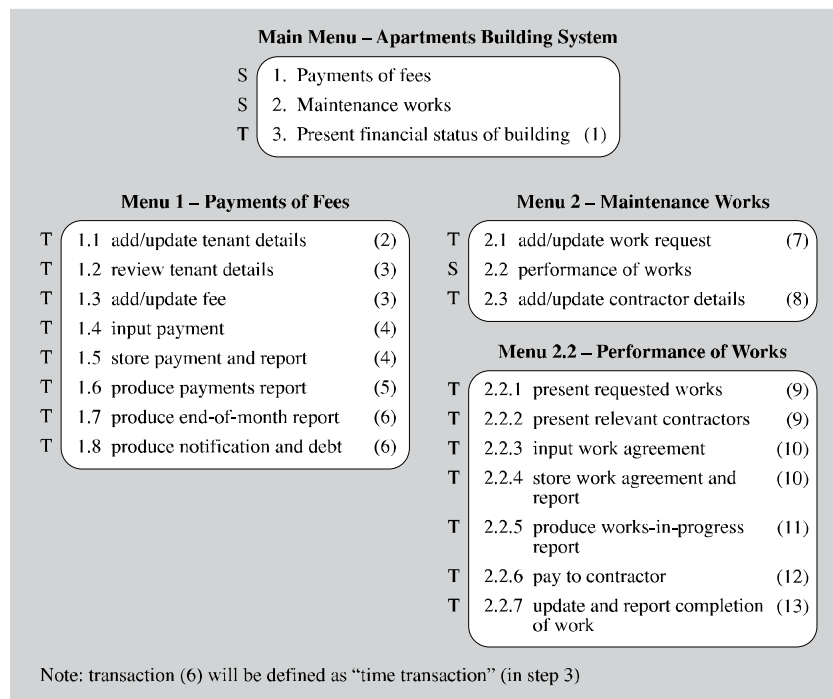 Main Menu – Apartments Building System
S 1. Payments of fees
S 2. Maintenance works
T 3. Present financial status of building (1)
Menu 1 – Payments of Fees
T 1.1 add/update tenant details (2)
T 1.2 review tenant details (3)
T 1.3 add/update fee (3)
T 1.4 input payment (4)
T 1.5 store payment and report (4)
T 1.6 produce payments report (5)
T 1.7 produce end-of-month report (6)
T 1.8 produce notification and debt (6)
Menu 2 – Maintenance Works
T 2.1 add/update work request (7)
S 2.2 performance of works
T 2.3 add/update contractor details (8)
Menu 2.2 – Performance of Works
T 2.2.1 present requested works (9)
T 2.2.2 present relevant contractors (9)
T 2.2.3 input work agreement (10)
T 2.2.4 store work agreement and (10)
report
T 2.2.5 produce works-in-progress (11)
report
T 2.2.6 pay to contractor (12)
T 2.2.7 update and report completion (13)
of work
Note: transaction (6) will be defined as “time transaction” (in step 3)